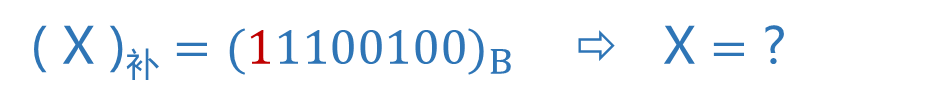 ( X )补 = (11100100)B ⇨ X = ?